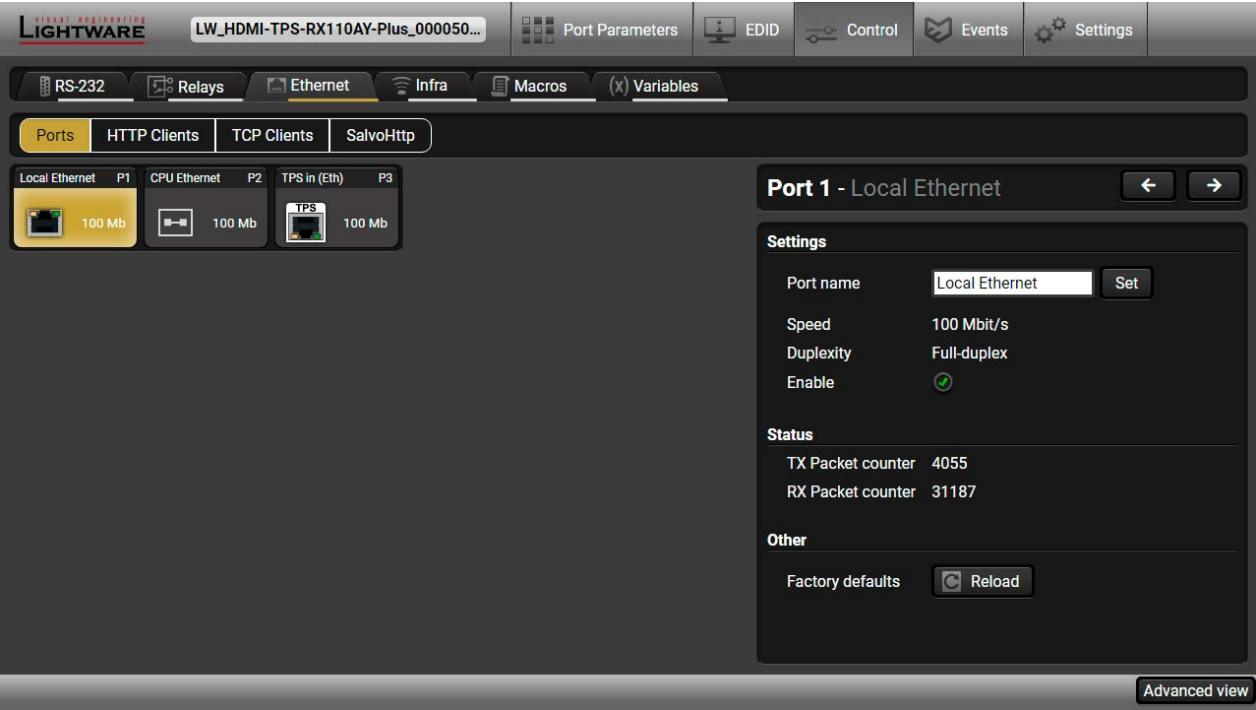 visual engineering
LIGHTWARE
LW_HDMI-TPS-RX110AY-Plus_000050...
Port Parameters
EDID
Control
Events
Settings
RS-232
Relays
Ethernet
Infra
Macros
(x) Variables
Ports
HTTP Clients
TCP Clients
SalvoHttp
Local Ethernet P1
100 Mb
CPU Ethernet P2
100 Mb
TPS in (Eth) P3
TPS
100 Mb
Port 1 - Local Ethernet
Settings
Port name Local Ethernet Set
Speed 100 Mbit/s
Duplexity Full-duplex
Enable
Status
TX Packet counter 4055
RX Packet counter 31187
Other
Factory defaults Reload
Advanced view